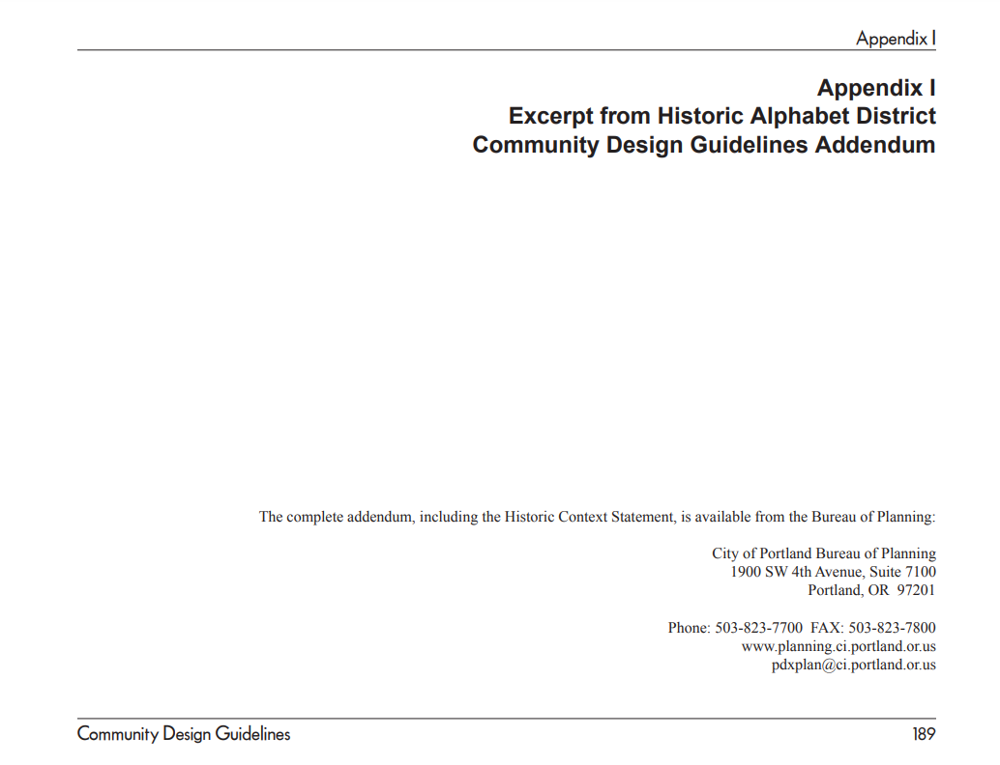 Appendix I
Appendix I
Excerpt from Historic Alphabet District
Community Design Guidelines Addendum
The complete addendum, including the Historic Context Statement, is available from the Bureau of Planning:
City of Portland Bureau of Planning
1900 SW 4th Avenue, Suite 7100
Portland, OR  97201
Phone: 503-823-7700  FAX: 503-823-7800
www.planning.ci.portland.or.us
pdxplan@ci.portland.or.us
Community Design Guidelines 189